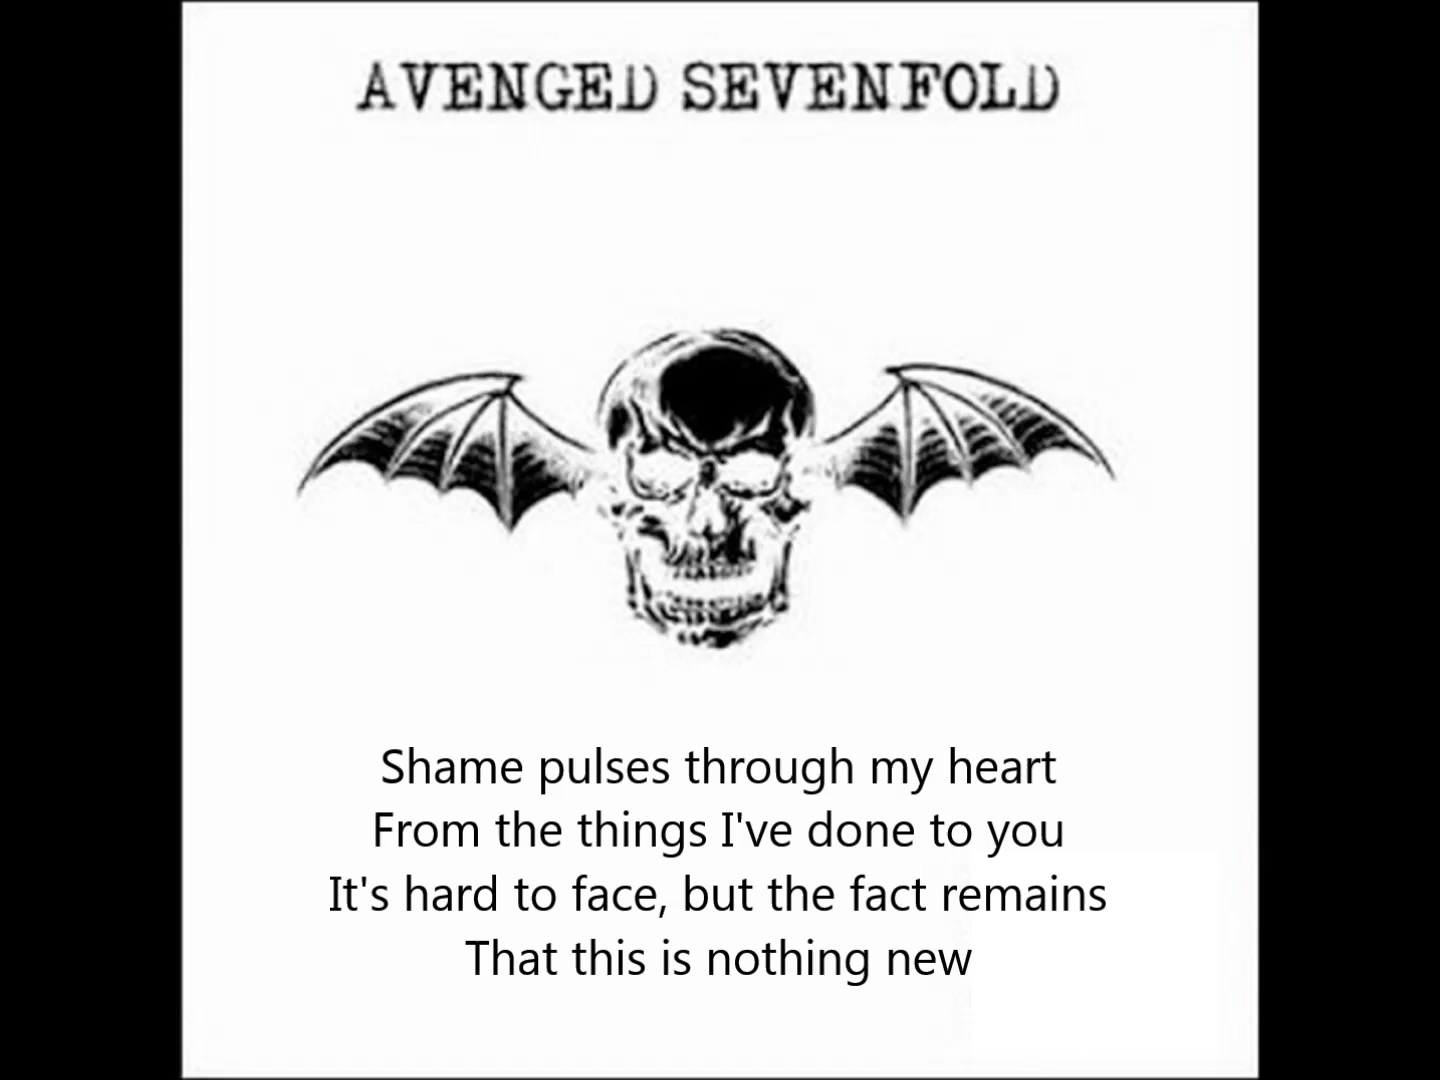 AVENGED SEVENFOLD
Shame pulses through my heart
From the things I've done to you
It's hard to face, but the fact remains
That this is nothing new